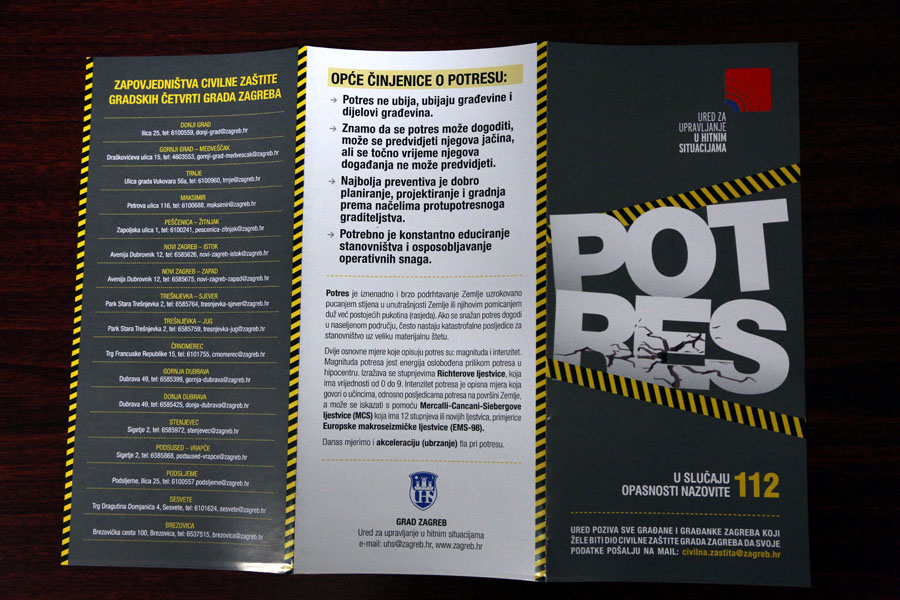 ZAPOVJEDNIŠTVA CIVILNE ZAŠTITE
GRADSKIH ČETVRTI GRADA ZAGREBA
DONJI GRAD
Ilica 25, tel: 6100559, donji-grad@zagreb.hr
GORNJI GRAD – MEDVEŠČAK
Draškovićeva ulica 15, tel: 4603553, gornji-grad-medvescak@zagreb.hr
TRNJE
Ulica grada Vukovara 56a, tel: 6100960, trnje@zagreb.hr
MAKSIMIR
Petrova ulica 116, tel: 6100688, maksimir@zagreb.hr
PEŠČENICA – ŽITNJAK
Zapoljska ulica 1, tel: 6100241, pescenica-zitnjak@zagreb.hr
NOVI ZAGREB – ISTOK
Avenija Dubrovnik 12, tel: 6585626, novi-zagreb-istok@zagreb.hr
NOVI ZAGREB – ZAPAD
Avenija Dubrovnik 12, tel: 6585675, novi-zagreb-zapad@zagreb.hr
TREŠNJEVKA – SJEVER
Park Stara Trešnjevka 2, tel: 6585764, tresnjevka-sjever@zagreb.hr
TREŠNJEVKA – JUG
Park Stara Trešnjevka 2, tel: 6585759, tresnjevka-jug@zagreb.hr
ČRNOMEREC
Trg Francuske Republike 15, tel: 6101755, crnomerec@zagreb.hr
GORNJA DUBRAVA
Dubrava 49, tel: 6585399, gornja-dubrava@zagreb.hr
DONJA DUBRAVA
Dubrava 49, tel: 6585425, donja-dubrava@zagreb.hr
STENJEVEC
Sigetje 2, tel: 6585972, stenjevec@zagreb.hr
PODSUSED – VRAPČE
Sigetje 2, tel: 6585868, podsused-vrapce@zagreb.hr
PODSLJEME
Podsljeme, Ilica 25, tel: 6100557 podsljeme@zagreb.hr
SESVETE
Trg Dragutina Domjanića 4, Sesvete, tel: 6101624, sesvete@zagreb.hr
BREZOVICA
Brezovička cesta 100, Brezovica, tel: 6537515, brezovica@zagreb.hr
OPĆE ČINJENICE O POTRESU:
→ Potres ne ubija, ubijaju građevine i
dijelovi građevina.
→ Znamo da se potres može dogoditi,
može se predvidjeti njegova jačina,
ali se točno vrijeme njegova
događanja ne može predvidjeti.
→ Najbolja preventiva je dobro
planiranje, projektiranje i gradnja
prema načelima protupotresnoga
graditeljstva.
→ Potrebno je konstantno educiranje
stanovništva i osposobljavanje
operativnih snaga.
Potres je iznenadno i brzo podrhtavanje Zemlje uzrokovano
pucanjem stijena u unutrašnjosti Zemlje ili njihovim pomicanjem
duž već postojećih pukotina (rasjeda). Ako se snažan potres dogodi
u naseljenom području, često nastaju katastrofalne posljedice za
stanovništvo uz veliku materijalnu štetu.
Dvije osnovne mjere koje opisuju potres su: magnituda i intenzitet.
Magnituda potresa jest energija oslobođena prilikom potresa u
hipocentru. Izražava se stupnjevima Richterove ljestvice, koja
ima vrijednosti od 0 do 9. Intenzitet potresa je opisna mjera koja
govori o učincima, odnosno posljedicama potresa na površini Zemlje,
a može se iskazati s pomoću Mercalli-Cancani-Siebergove
ljestvice (MCS) koja ima 12 stupnjeva ili novijih ljestvica, primjerice
Europske makroseizmičke ljestvice (EMS-98).
Danas mjerimo i akceleraciju (ubrzanje) tla pri potresu.
UHS
GRAD ZAGREB
Ured za upravljanje u hitnim situacijama
e-mail: uhs@zagreb.hr, www.zagreb.hr
URED ZA
UPRAVLJANJE
U HITNIM
SITUACIJAMA
POT
RES
U SLUČAJU
OPASNOSTI NAZOVITE 112
URED POZIVA SVE GRAĐANE I GRAĐANKE ZAGREBA KOJI
ŽELE BITI DIO CIVILNE ZAŠTITE GRADA ZAGREBA DA SVOJE
PODATKE POŠALJU NA MAIL: civilna.zastita@zagreb.hr